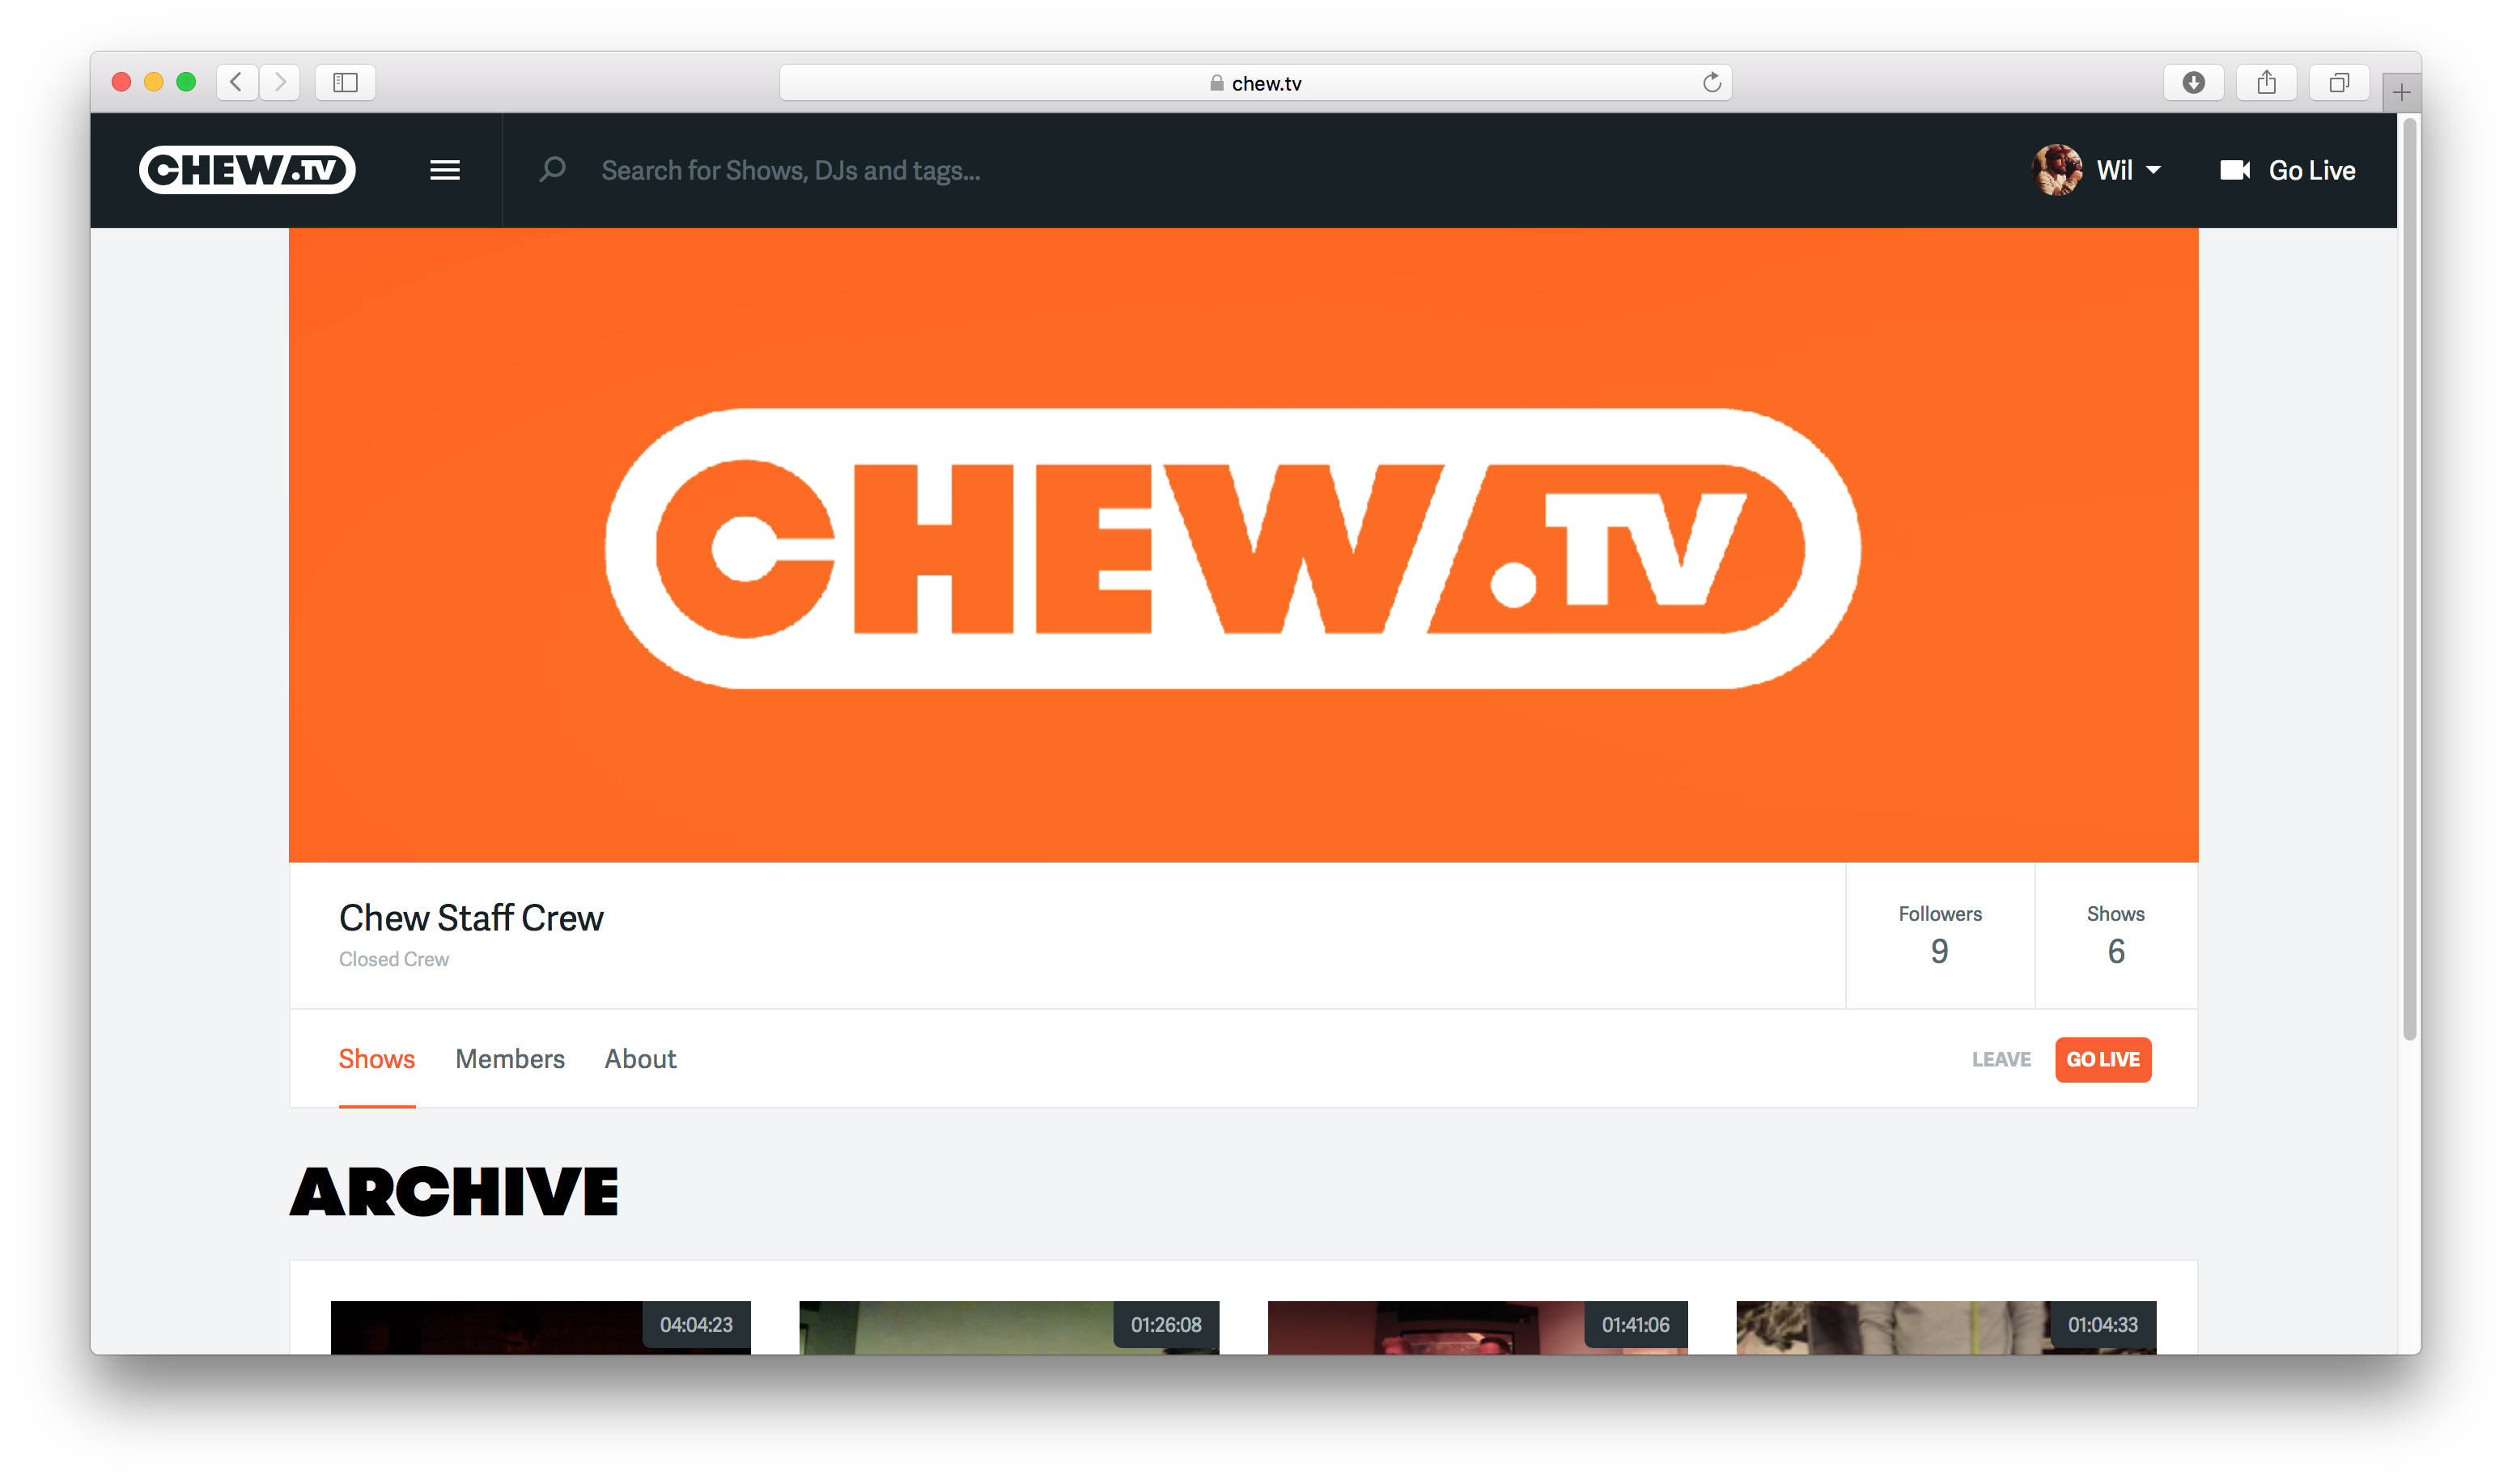 chew.tv
CHEW.TV
Search for Shows, DJs and tags...
Wil
Go Live
CHEW.TV
Chew Staff Crew
Closed Crew
Followers
9
Shows
6
Shows
Members
About
LEAVE
GO LIVE
ARCHIVE
04:04:23
01:26:08
01:41:06
01:04:33